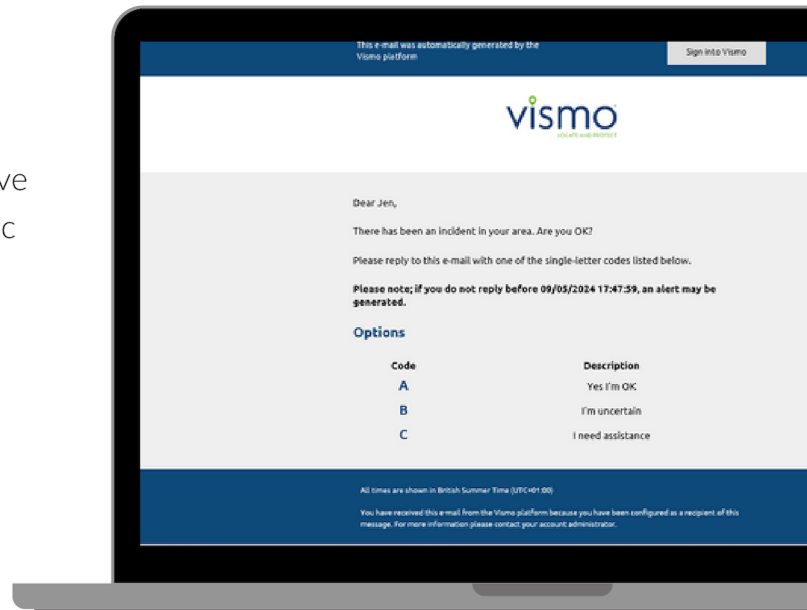 ve
c
This e-mail was automatically generated by the
Vismo platform
Sign into Vismo
vismo
LOCATE AND PROTECT
Dear Jen,
There has been an incident in your area. Are you OK?
Please reply to this e-mail with one of the single-letter codes listed below.
Please note; if you do not reply before 09/05/2024 17:47:59, an alert may be
generated.
Options
Code Description
A Yes I'm OK
B I'm uncertain
C I need assistance
All times are shown in British Summer Time (UTC+01:00)
You have received this e-mail from the Vismo platform because you have been configured as a recipient of this
message. For more information please contact your account administrator.